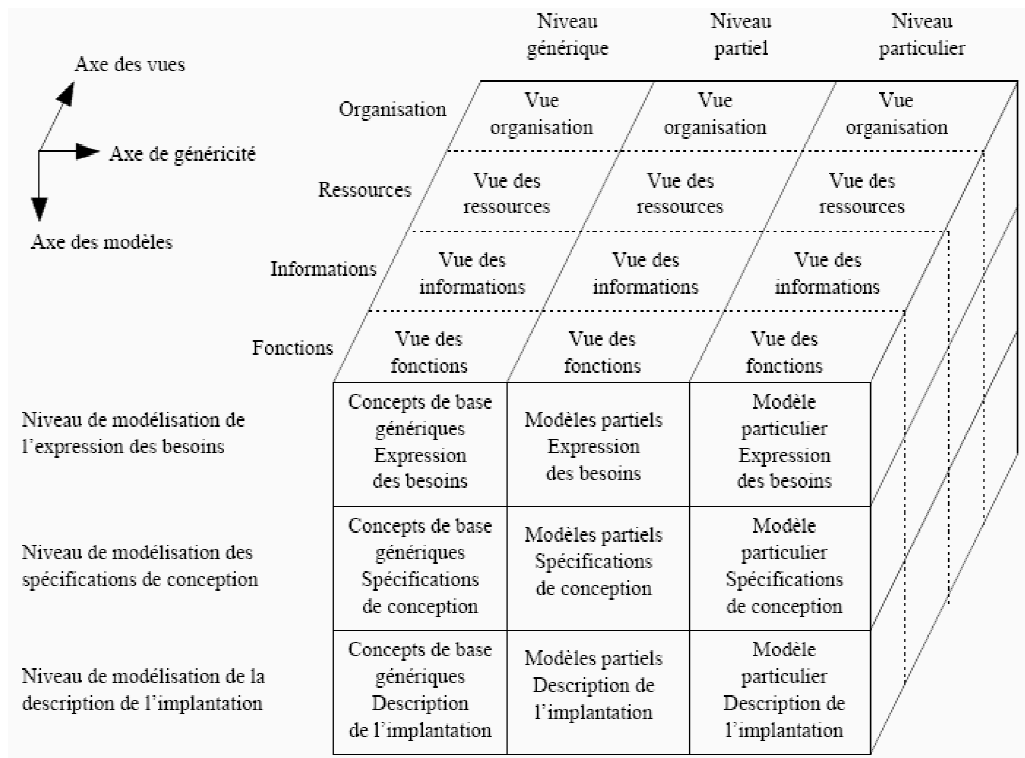 Niveau
générique
Niveau
partiel
Niveau
particulier
Axe des vues
Axe de généricité
Axe des modèles
Organisation
Vue
organisation
Vue
organisation
Vue
organisation
Ressources
Vue des
ressources
Vue des
ressources
Vue des
ressources
Informations
Vue des
informations
Vue des
informations
Vue des
informations
Fonctions
Vue des
fonctions
Vue des
fonctions
Vue des
fonctions
Niveau de modélisation de
l’expression des besoins
Concepts de base
génériques
Expression
des besoins
Modèles partiels
Expression
des besoins
Modèle
particulier
Expression
des besoins
Niveau de modélisation des
spécifications de conception
Concepts de base
génériques
Spécifications
de conception
Modèles partiels
Spécifications
de conception
Modèle
particulier
Spécifications
de conception
Niveau de modélisation de la
description de l’implantation
Concepts de base
génériques
Description
de l’implantation
Modèles partiels
Description de
l’implantation
Modèle
particulier
Description de
l’implantation